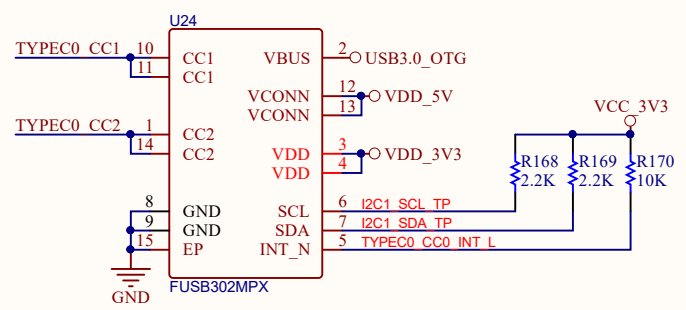 U24
TYPEC0_CC1 10 CC1 VBUS 2 USB3.0_OTG
11 CC1
VCONN 12 VDD_5V
VCONN 13
TYPEC0_CC2 1 CC2
14 CC2
VDD 3 VDD_3V3
VDD 4
VCC_3V3
R168 R169 R170
2.2K 2.2K 10K
8 GND SCL 6 I2C1_SCL_TP
9 GND SDA 7 I2C1_SDA_TP
15 EP INT_N 5 TYPEC0_CC0_INT_L
GND
FUSB302MPX